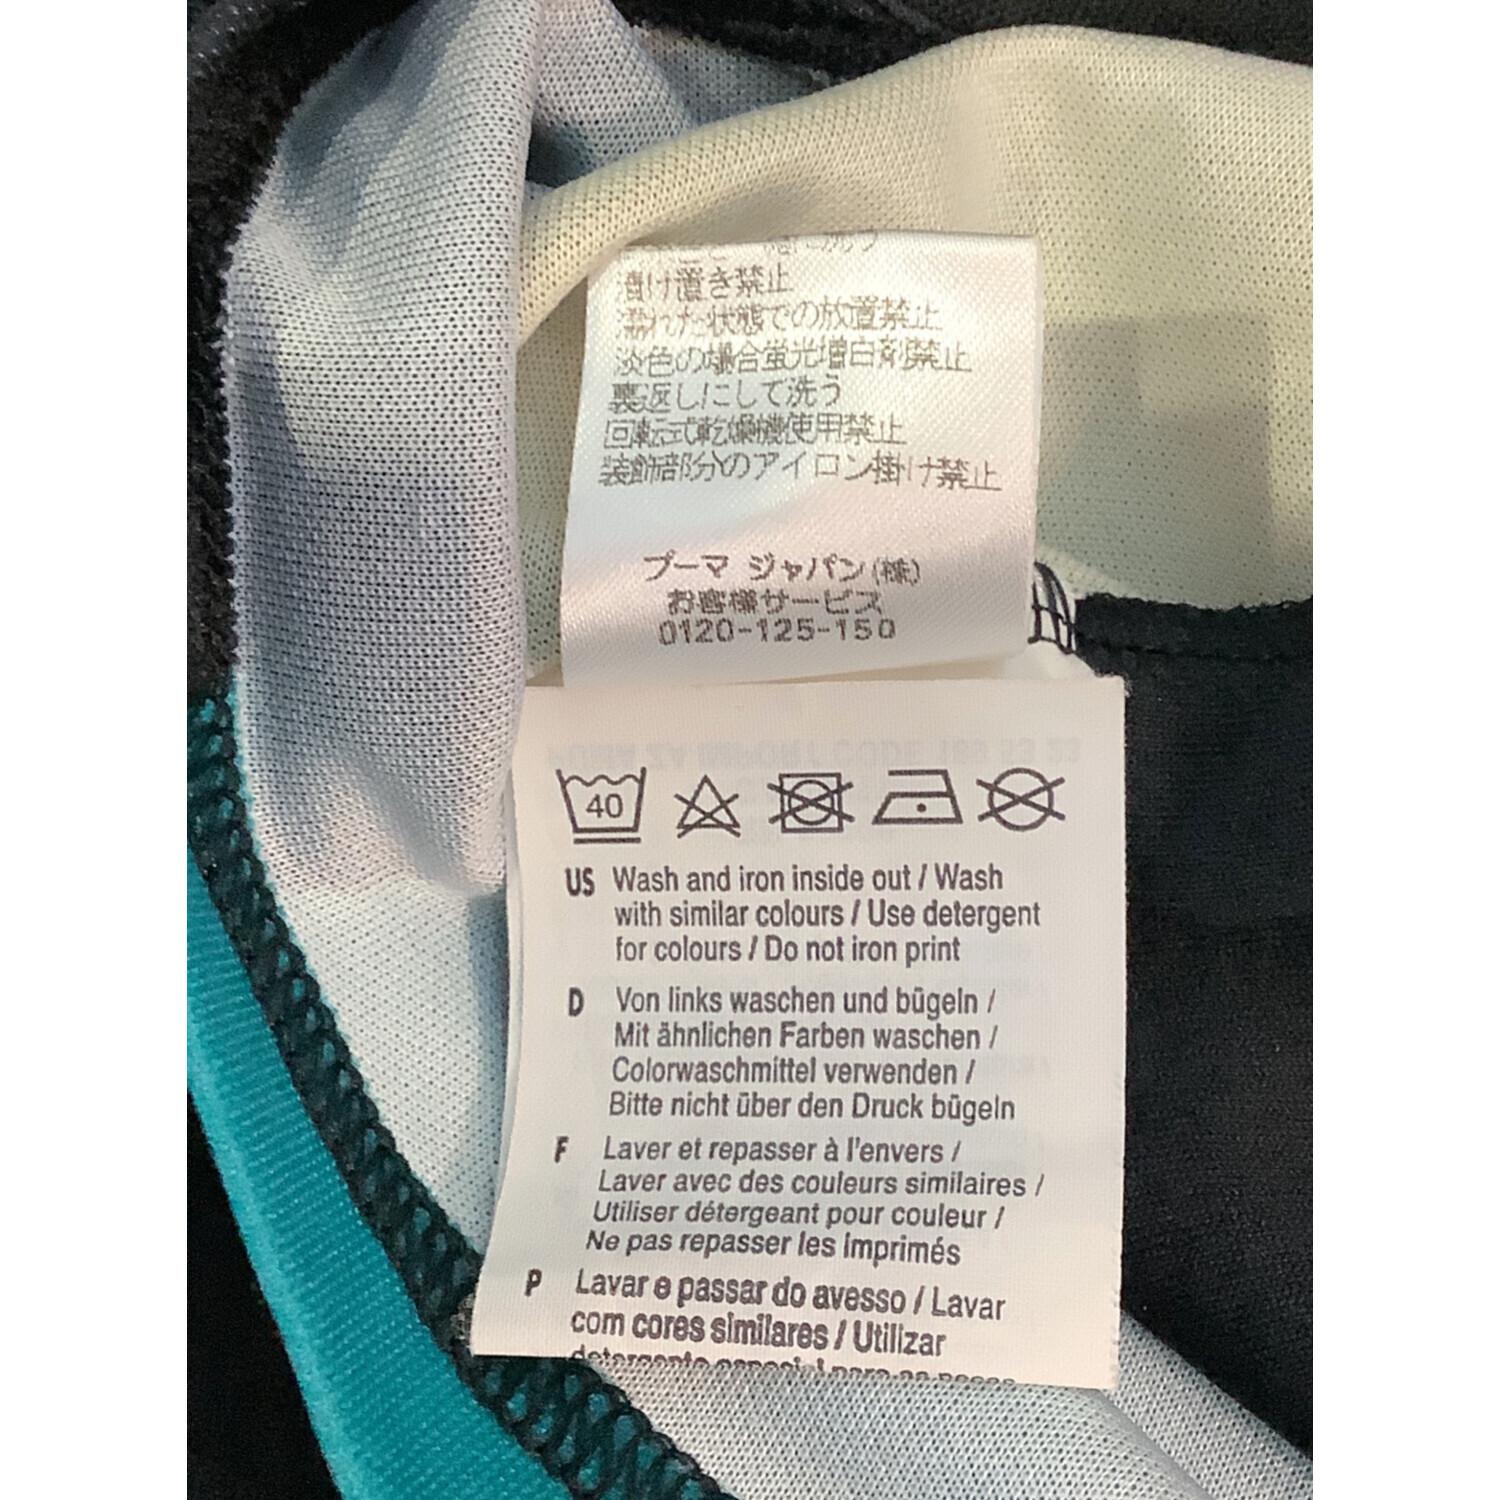 漬け置き禁止
濡れた状態での放置禁止
淡色の場合蛍光増白剤禁止
裏返しにして洗う
回転式乾燥機使用禁止
装飾部分のアイロン掛け禁止
プーマ ジャパン(株)
お客様サービス
0120-125-150
40
US Wash and iron inside out / Wash
with similar colours / Use detergent
for colours / Do not iron print
D Von links waschen und bügeln /
Mit ähnlichen Farben waschen /
Colorwaschmittel verwenden /
Bitte nicht über den Druck bügeln
F Laver et repasser à l'envers /
Laver avec des couleurs similaires /
Utiliser détergeant pour couleur /
Ne pas repasser les imprimés
P Lavar e passar do avesso / Lavar
com cores similares / Utilizar